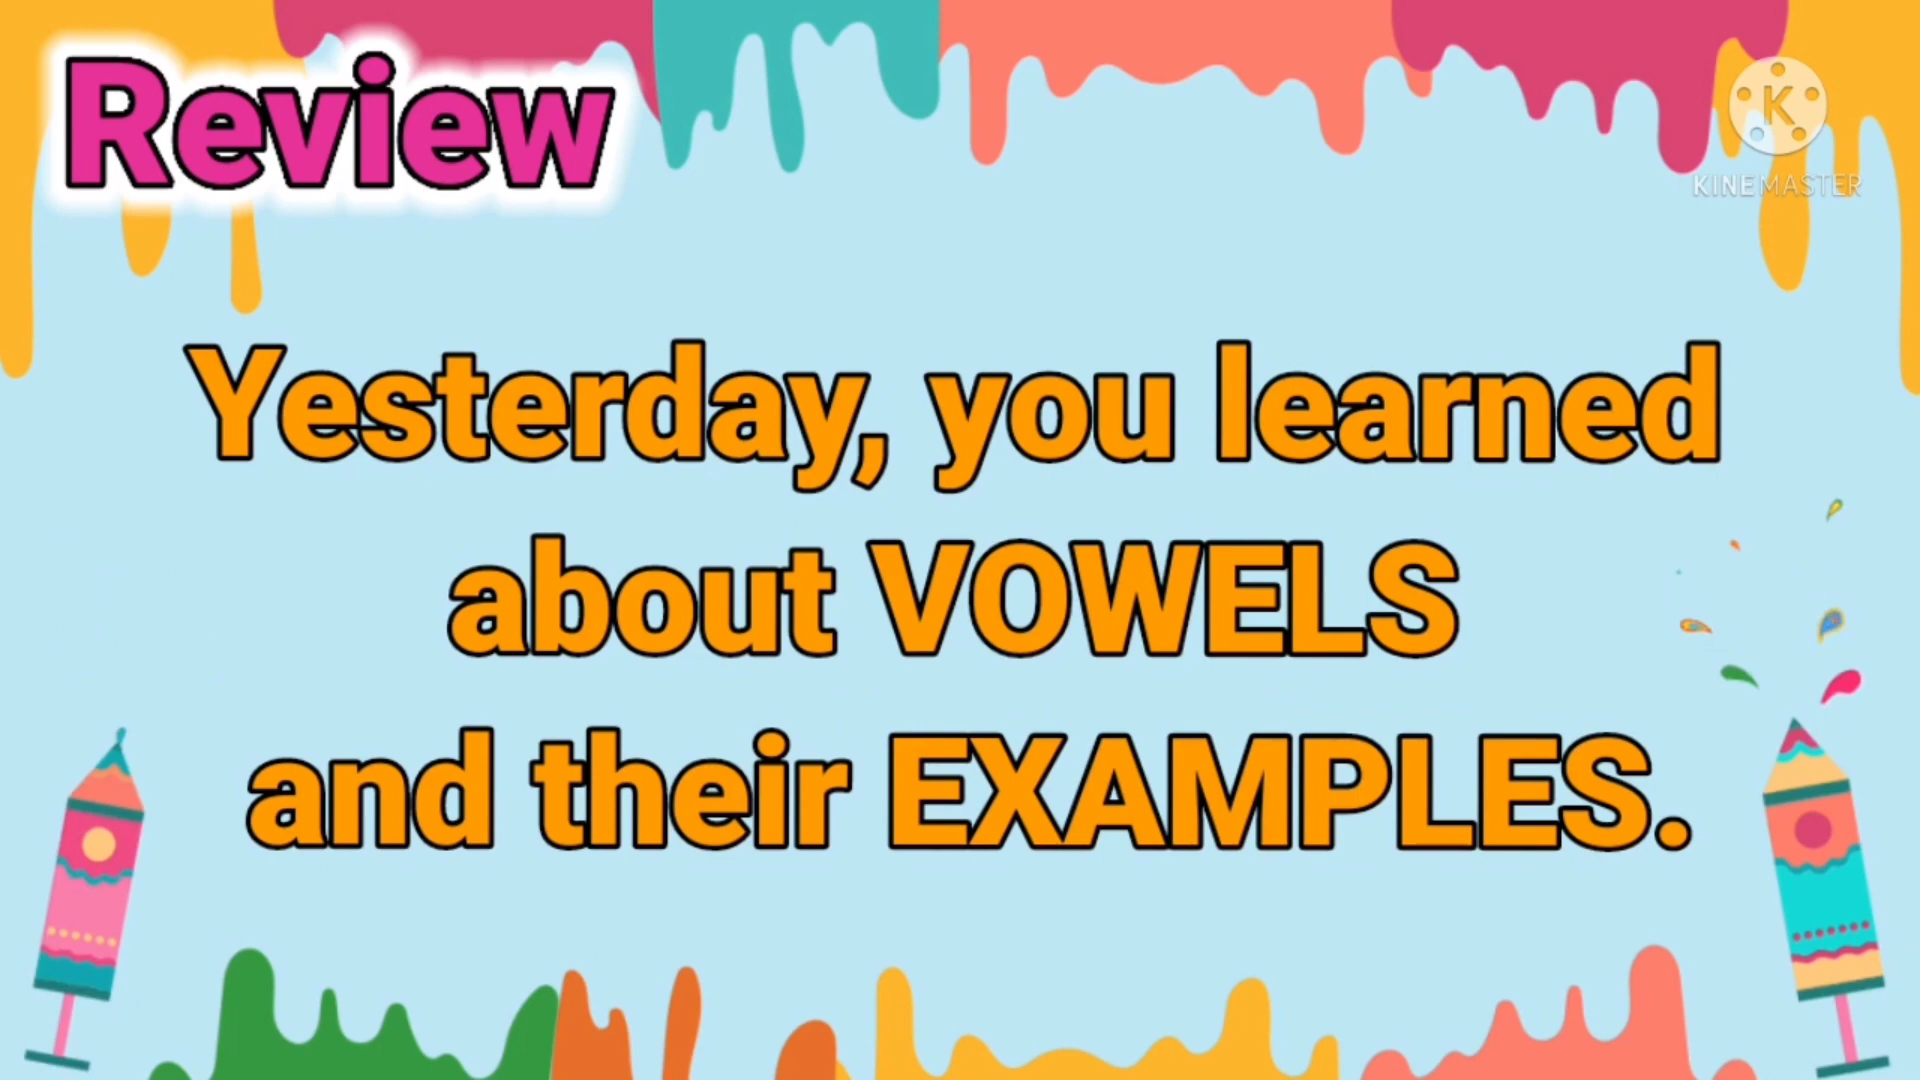 Review
K
KINEMASTER
Yesterday, you learned
about VOWELS
and their EXAMPLES.